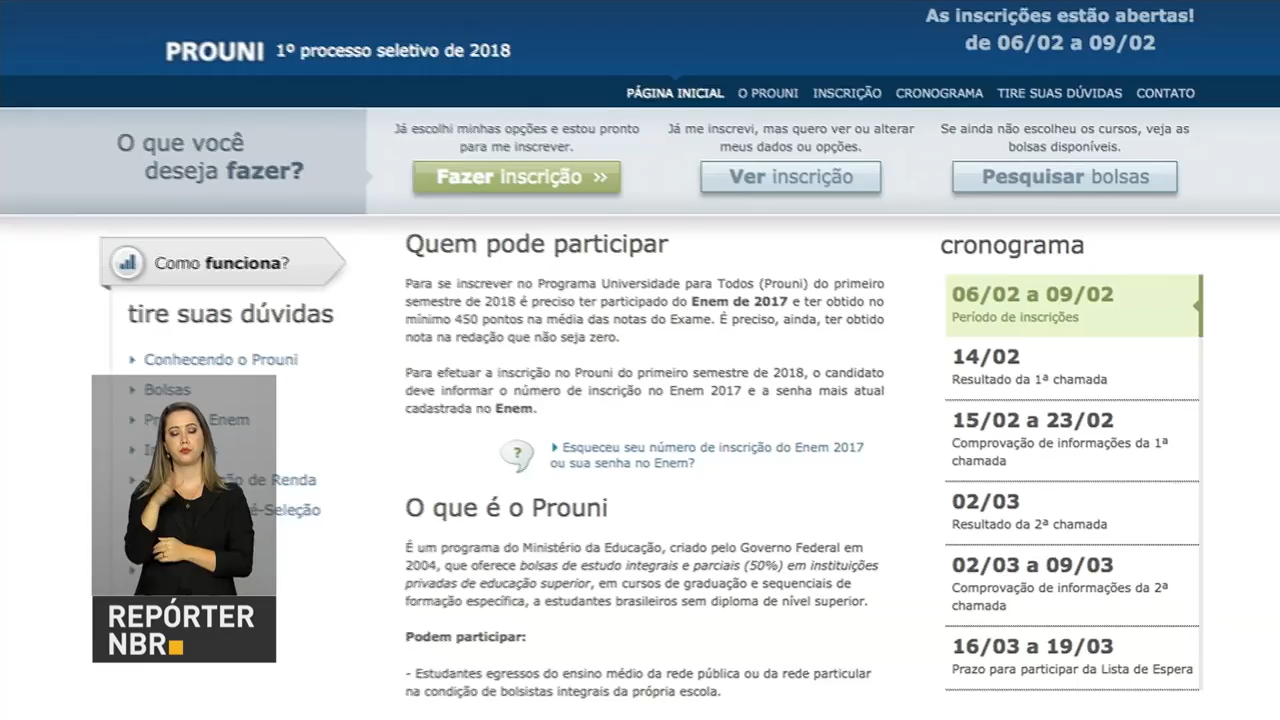 As inscrições estão abertas!
de 06/02 a 09/02
PROUNI 1º processo seletivo de 2018
PÁGINA INICIAL O PROUNI INSCRIÇÃO CRONOGRAMA TIRE SUAS DÚVIDAS CONTATO
O que você
deseja fazer?
Já escolhi minhas opções e estou pronto
para me inscrever.
Fazer inscrição >>
Já me inscrevi, mas quero ver ou alterar
meus dados ou opções.
Ver inscrição
Se ainda não escolheu os cursos, veja as
bolsas disponíveis.
Pesquisar bolsas
Como funciona?
tire suas dúvidas
Conhecendo o Prouni
Bolsas
Enem
de Renda
é-Seleção
REPÓRTER
NBR
Quem pode participar
Para se inscrever no Programa Universidade para Todos (Prouni) do primeiro
semestre de 2018 é preciso ter participado do Enem de 2017 e ter obtido no
mínimo 450 pontos na média das notas do Exame. É preciso, ainda, ter obtido
nota na redação que não seja zero.
Para efetuar a inscrição no Prouni do primeiro semestre de 2018, o candidato
deve informar o número de inscrição no Enem 2017 e a senha mais atual
cadastrada no Enem.
?
Esqueceu seu número de inscrição do Enem 2017
ou sua senha no Enem?
O que é o Prouni
É um programa do Ministério da Educação, criado pelo Governo Federal em
2004, que oferece bolsas de estudo integrais e parciais (50%) em instituições
privadas de educação superior, em cursos de graduação e sequenciais de
formação específica, a estudantes brasileiros sem diploma de nível superior.
Podem participar:
- Estudantes egressos do ensino médio da rede pública ou da rede particular
na condição de bolsistas integrais da própria escola.
cronograma
06/02 a 09/02
Período de inscrições
14/02
Resultado da 1ª chamada
15/02 a 23/02
Comprovação de informações da 1ª
chamada
02/03
Resultado da 2ª chamada
02/03 a 09/03
Comprovação de informações da 2ª
chamada
16/03 a 19/03
Prazo para participar da Lista de Espera